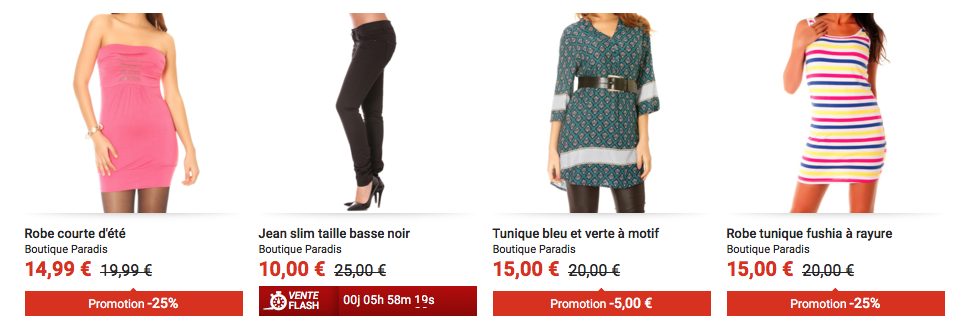 Robe courte d'été
Boutique Paradis
14,99 € 19,99 €
Promotion -25%
Jean slim taille basse noir
Boutique Paradis
10,00 € 25,00 €
VENTE
FLASH
00j 05h 58m 19s
Tunique bleu et verte à motif
Boutique Paradis
15,00 € 20,00 €
Promotion -5,00 €
Robe tunique fushia à rayure
Boutique Paradis
15,00 € 20,00 €
Promotion -25%